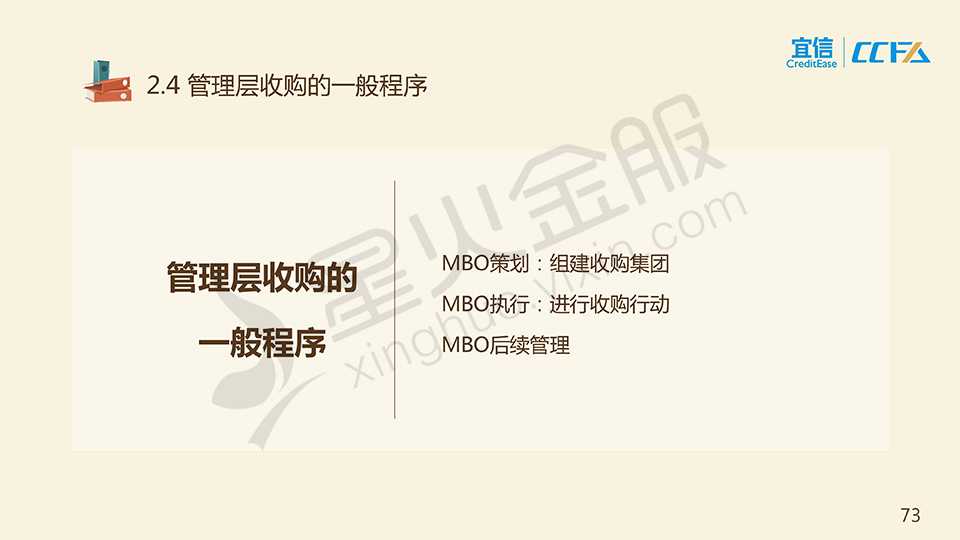 宜信
CreditEase
CCFA
2.4 管理层收购的一般程序
星火金服
xinghuo.yixin.com
管理层收购的
一般程序
MBO策划：组建收购集团
MBO执行：进行收购行动
MBO后续管理
73